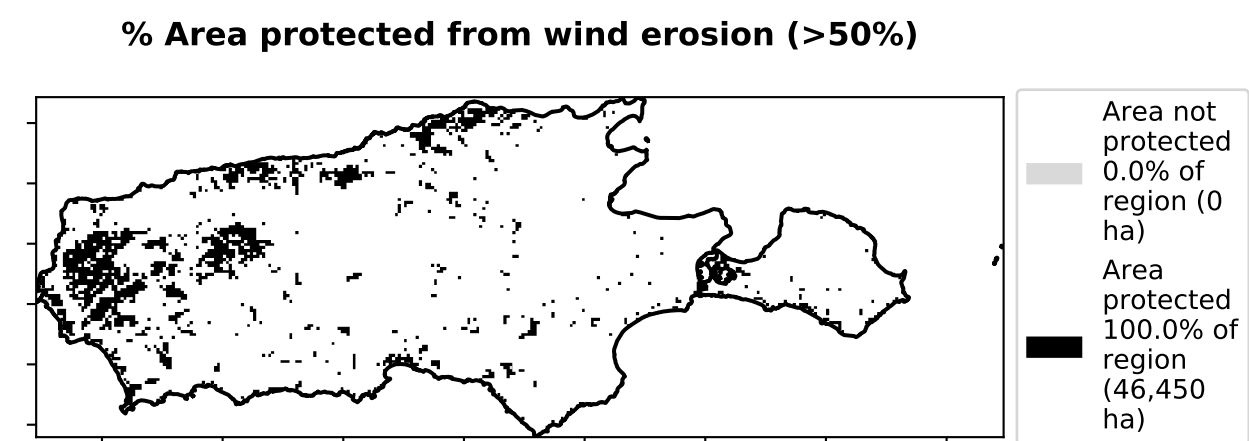 % Area protected from wind erosion (>50%)
Area not
protected
0.0% of
region (0
ha)
Area
protected
100.0% of
region
(46,450
ha)